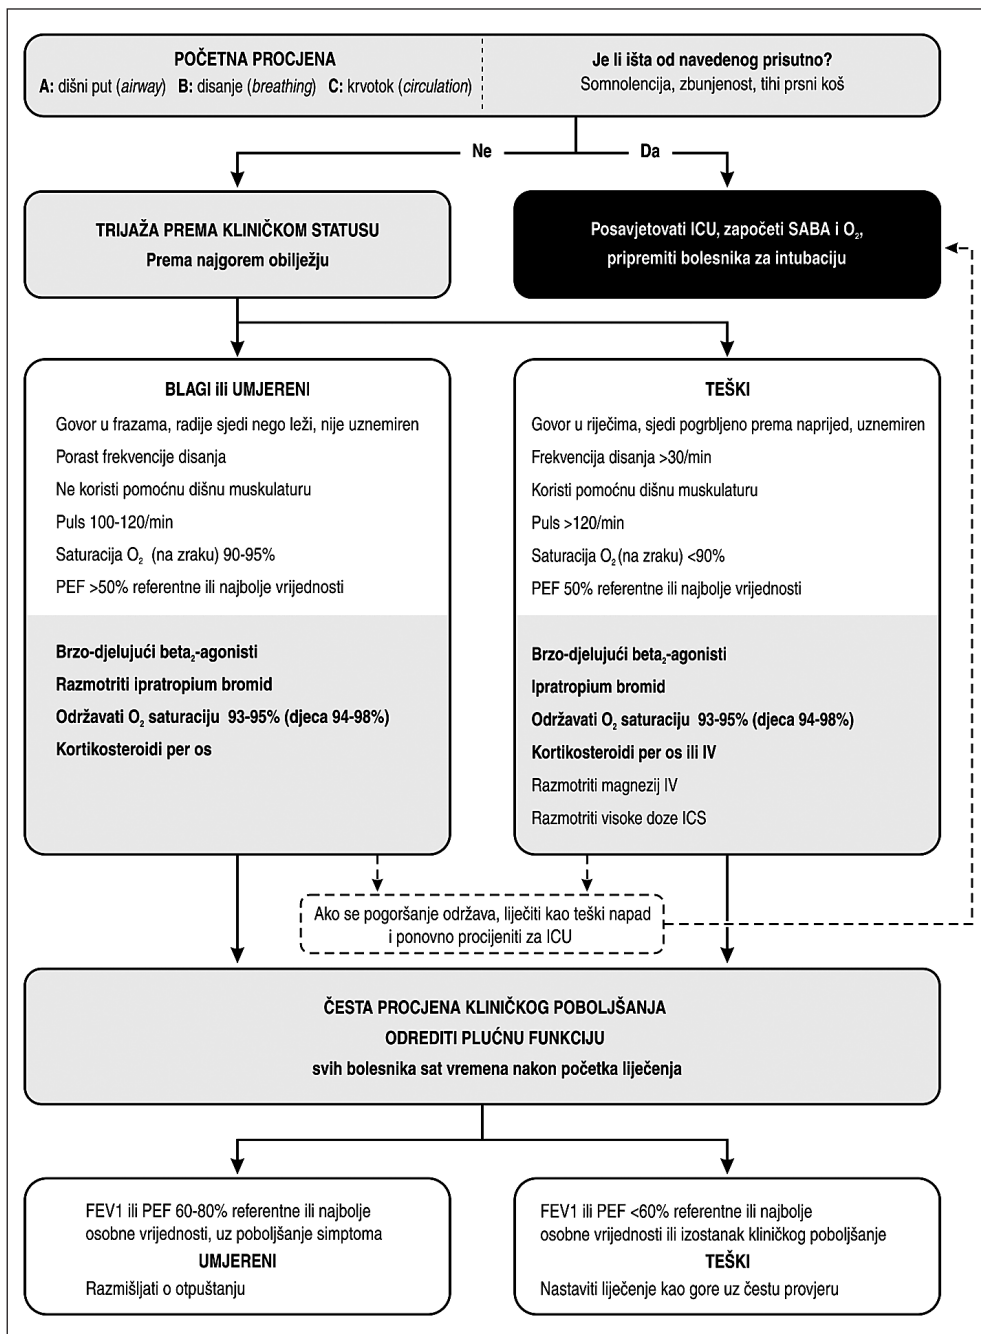 POČETNA PROCJENA
A: dišni put (airway) B: disanje (breathing) C: krvotok (circulation)
Je li išta od navedenog prisutno?
Somnolencija, zbunjenost, tihi prsni koš
Ne
Da
TRIJAŽA PREMA KLINIČKOM STATUSU
Prema najgorem obilježju
Posavjetovati ICU, započeti SABA i O₂,
pripremiti bolesnika za intubaciju
BLAGI ili UMJERENI
Govor u frazama, radije sjedi nego leži, nije uznemiren
Porast frekvencije disanja
Ne koristi pomoćnu dišnu muskulaturu
Puls 100-120/min
Saturacija O₂ (na zraku) 90-95%
PEF >50% referentne ili najbolje vrijednosti
Brzo-djelujući beta₂-agonisti
Razmotriti ipratropium bromid
Održavati O₂ saturaciju 93-95% (djeca 94-98%)
Kortikosteroidi per os
TEŠKI
Govor u riječima, sjedi pogrbljeno prema naprijed, uznemiren
Frekvencija disanja >30/min
Koristi pomoćnu dišnu muskulaturu
Puls >120/min
Saturacija O₂ (na zraku) <90%
PEF 50% referentne ili najbolje vrijednosti
Brzo-djelujući beta₂-agonisti
Ipratropium bromid
Održavati O₂ saturaciju 93-95% (djeca 94-98%)
Kortikosteroidi per os ili IV
Razmotriti magnezij IV
Razmotriti visoke doze ICS
Ako se pogoršanje održava, liječiti kao teški napad
i ponovno procijeniti za ICU
ČESTA PROCJENA KLINIČKOG POBOLJŠANJA
ODREDITI PLUĆNU FUNKCIJU
svih bolesnika sat vremena nakon početka liječenja
FEV1 ili PEF 60-80% referentne ili najbolje
osobne vrijednosti, uz poboljšanje simptoma
UMJERENI
Razmišljati o otpuštanju
FEV1 ili PEF <60% referentne ili najbolje
osobne vrijednosti ili izostanak kliničkog poboljšanje
TEŠKI
Nastaviti liječenje kao gore uz čestu provjeru